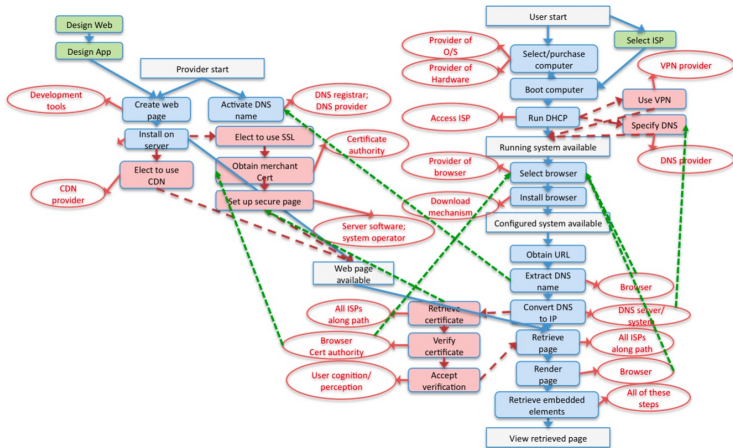 Design Web
Design App
Provider start
Development
tools
Create web
page
Activate DNS
name
DNS registrar;
DNS provider
Install on
server
Elect to use SSL
Certificate
authority
Elect to use
CDN
Obtain merchant
Cert
CDN
provider
Set up secure page
Server software;
system operator
Web page
available
User start
Provider of
O/S
Select/purchase
computer
Select ISP
Provider of
Hardware
Boot computer
VPN provider
Use VPN
Access ISP
Run DHCP
Specify DNS
Running system available
DNS provider
Provider of
browser
Select browser
Download
mechanism
Install browser
Configured system available
Obtain URL
Extract DNS
name
Browser
All ISPs
along path
Retrieve
certificate
Convert DNS
to IP
DNS server/
system
Browser
Cert authority
Verify
certificate
Retrieve
page
All ISPs
along path
User cognition/
perception
Accept
verification
Render
page
Browser
Retrieve embedded
elements
All of these
steps
View retrieved page